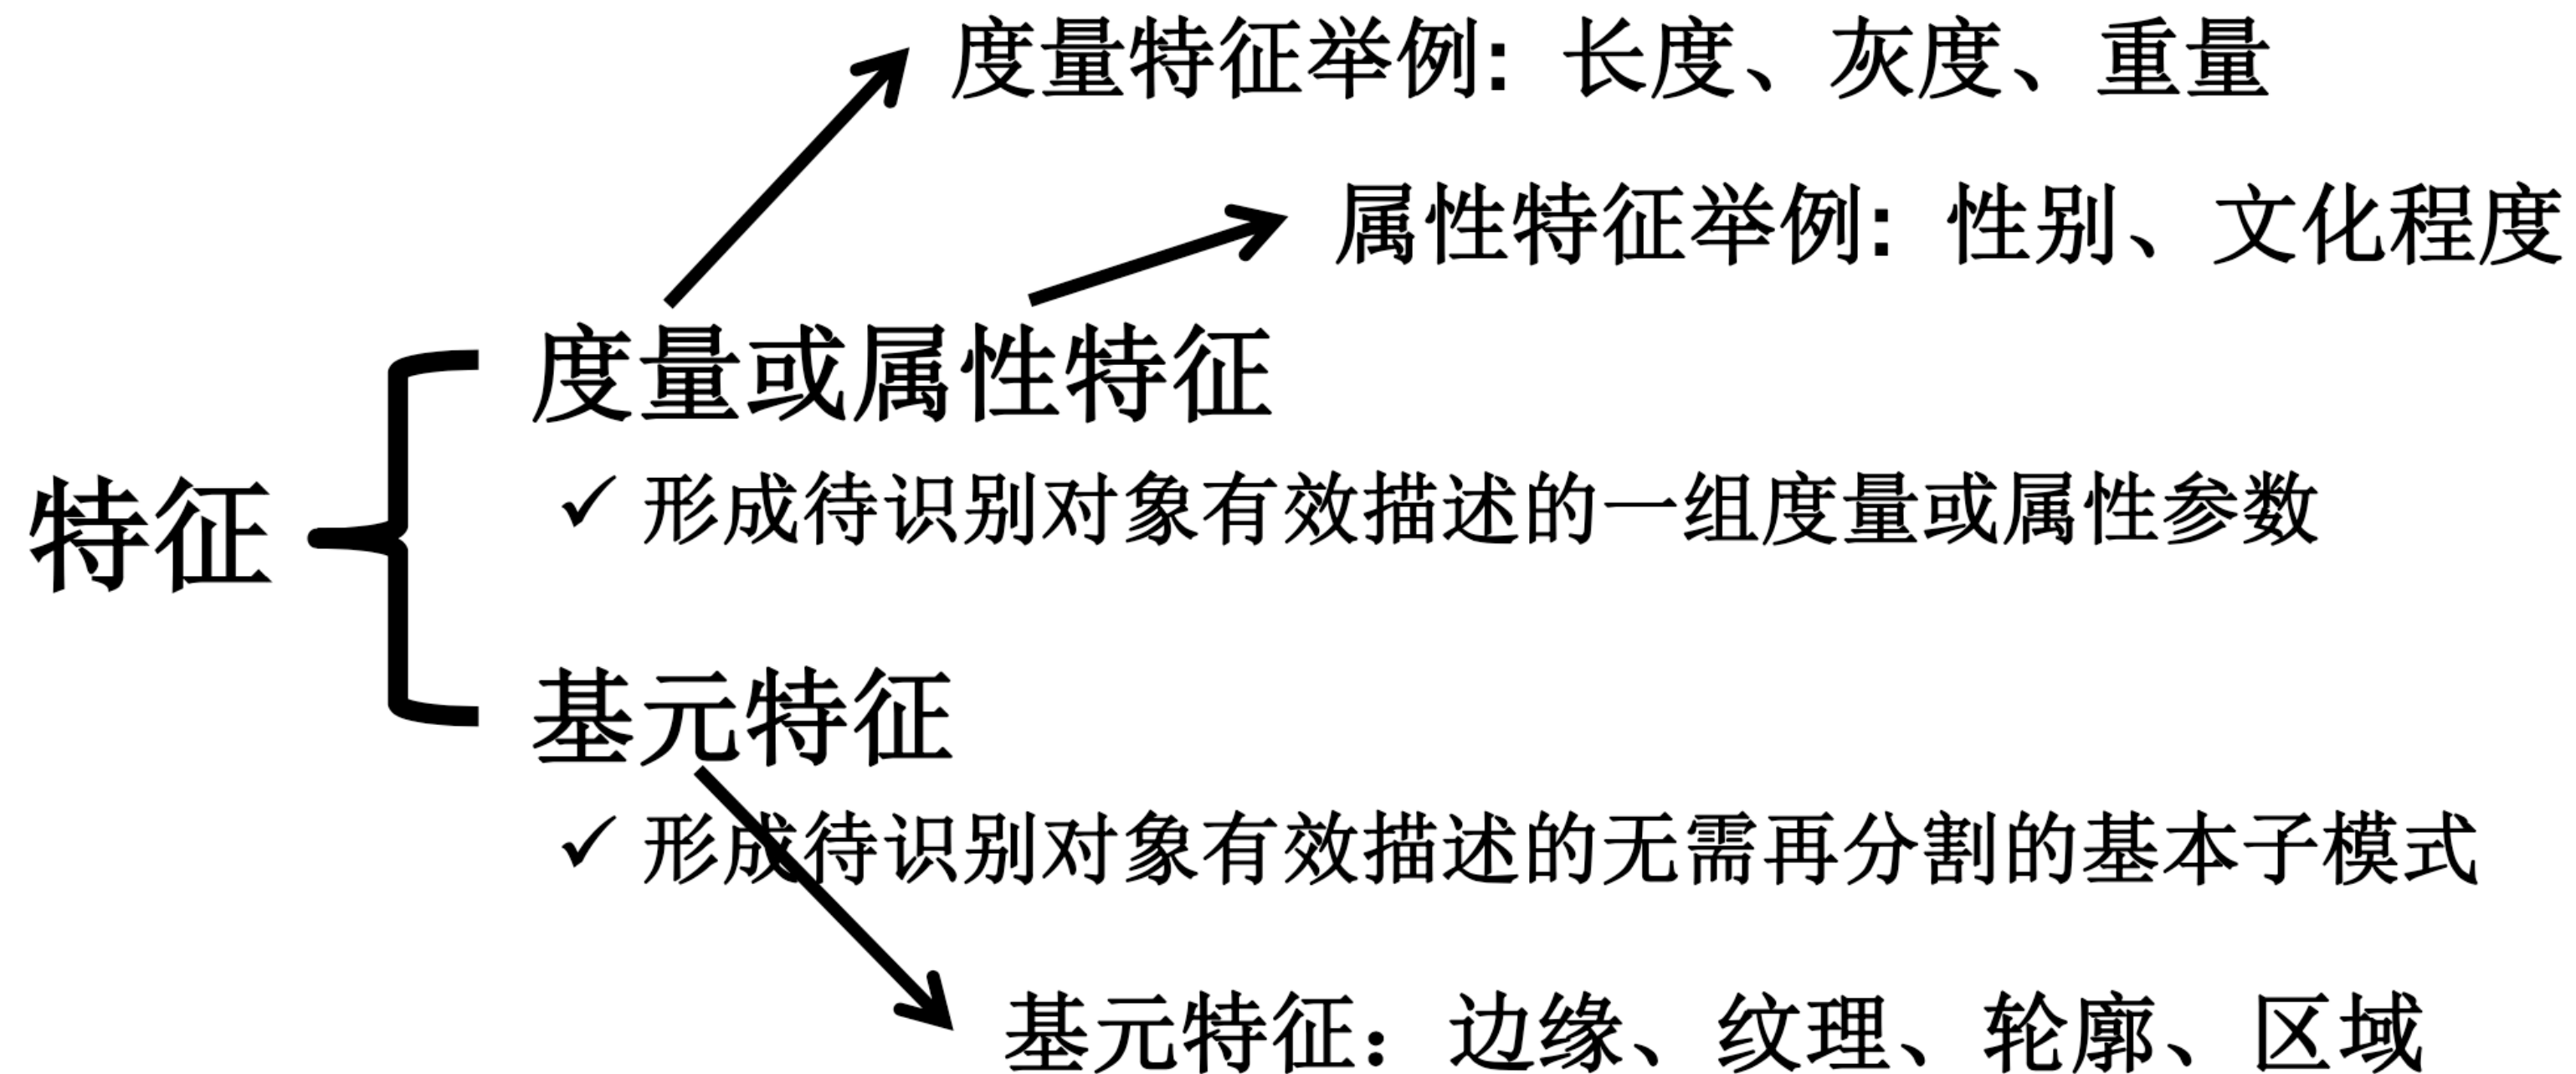 度量特征举例：长度、灰度、重量
属性特征举例：性别、文化程度
度量或属性特征
✓ 形成待识别对象有效描述的一组度量或属性参数
特征
基元特征
✓ 形成待识别对象有效描述的无需再分割的基本子模式
基元特征：边缘、纹理、轮廓、区域